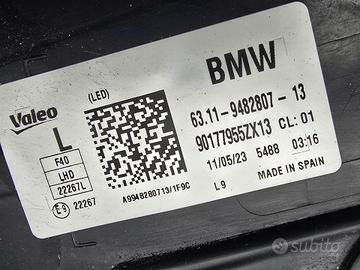 Valeo
(LED)
BMW
L
F40
LHD
22267L
E9 22267
A9948280713/1F9C
63.11-9482807-13
90177955ZX13 CL:01
11/05/23 5488 03:16
L9 MADE IN SPAIN
subito